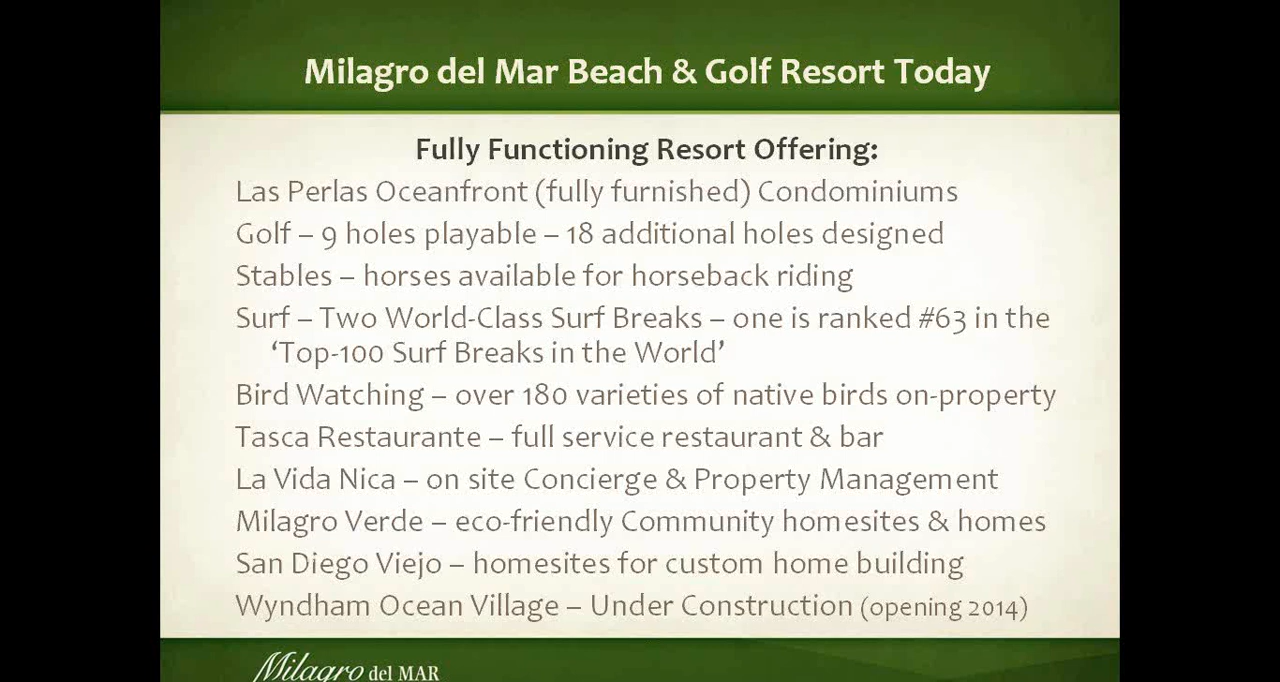 Milagro del Mar Beach & Golf Resort Today
Fully Functioning Resort Offering:
Las Perlas Oceanfront (fully furnished) Condominiums
Golf – 9 holes playable – 18 additional holes designed
Stables – horses available for horseback riding
Surf – Two World-Class Surf Breaks – one is ranked #63 in the
‘Top-100 Surf Breaks in the World’
Bird Watching – over 180 varieties of native birds on-property
Tasca Restaurante – full service restaurant & bar
La Vida Nica – on site Concierge & Property Management
Milagro Verde – eco-friendly Community homesites & homes
San Diego Viejo – homesites for custom home building
Wyndham Ocean Village – Under Construction (opening 2014)
Milagro del MAR